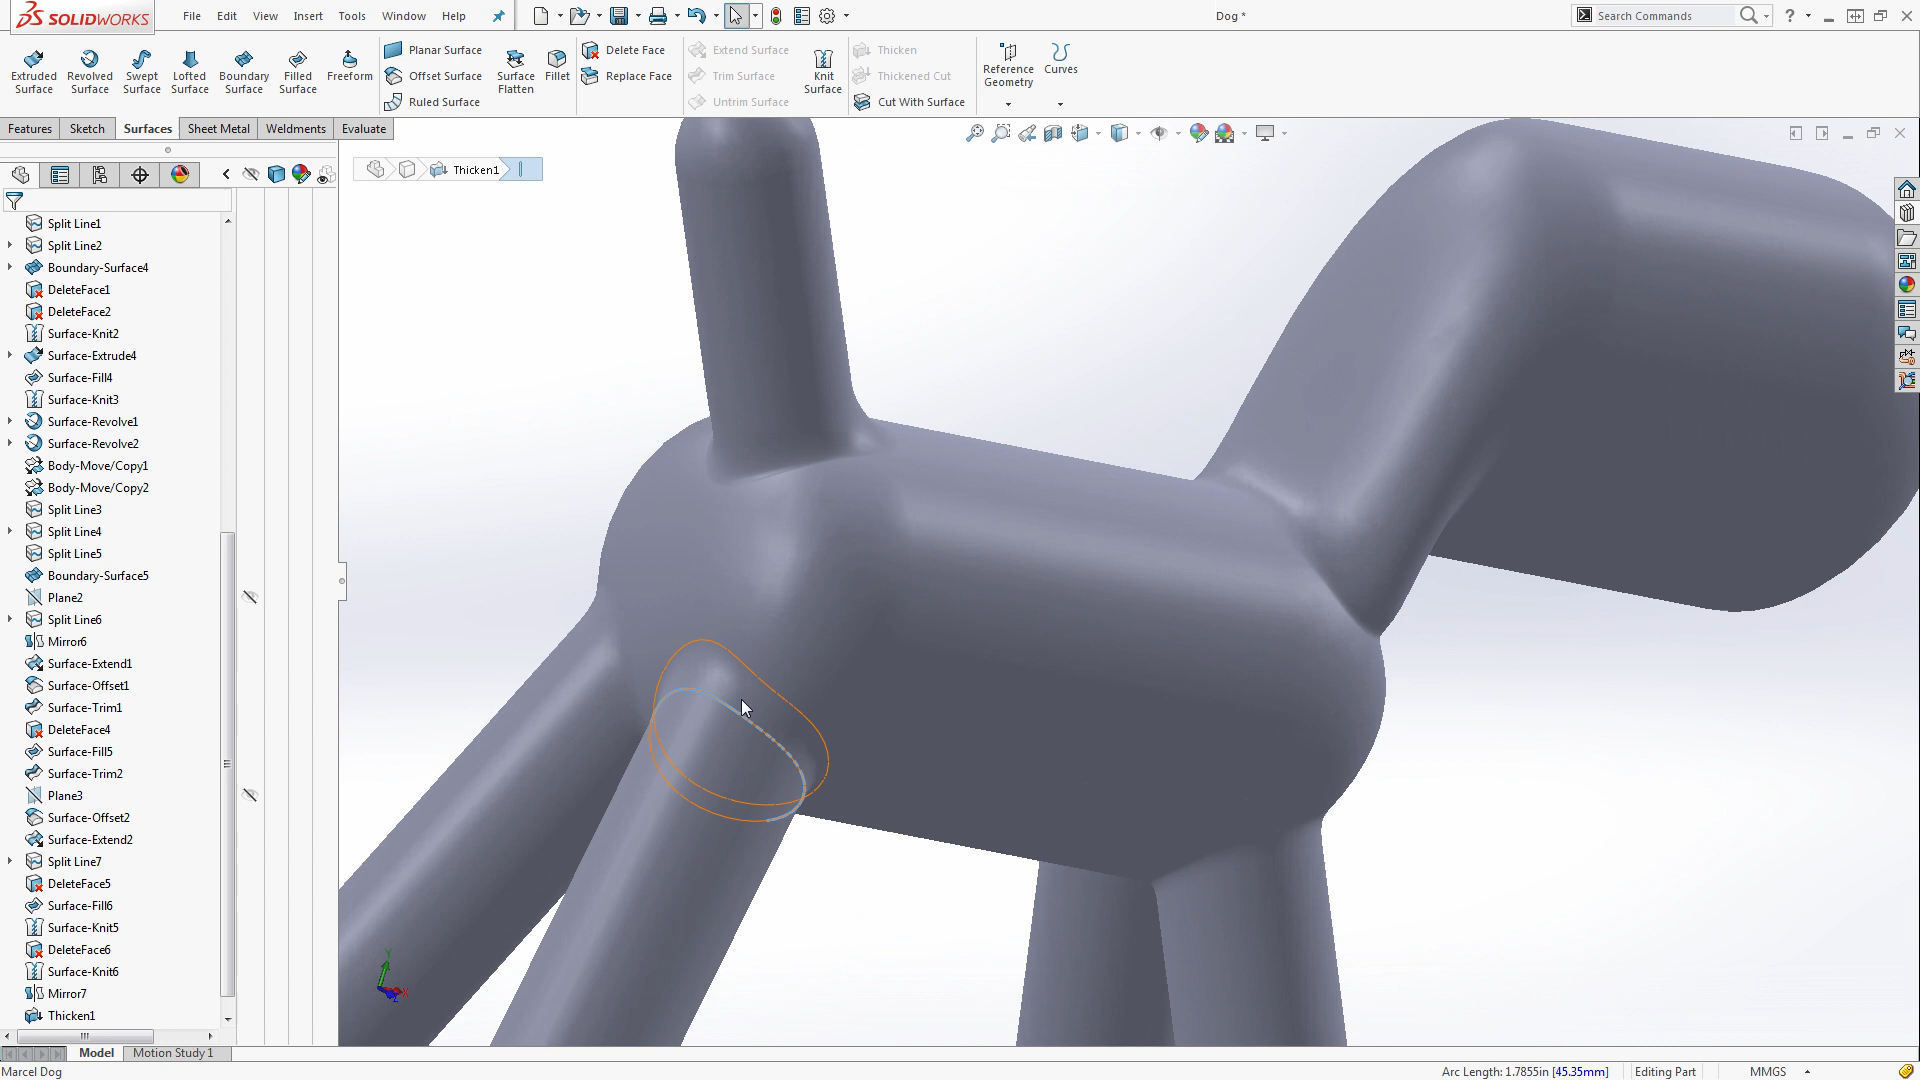 SOLIDWORKS File Edit View Insert Tools Window Help Dog * Search Commands ?
Extruded Surface
Revolved Surface
Swept Surface
Lofted Surface
Boundary Surface
Filled Surface
Freeform
Planar Surface
Offset Surface
Ruled Surface
Surface Flatten
Fillet
Delete Face
Replace Face
Extend Surface
Trim Surface
Untrim Surface
Knit Surface
Thicken
Thickened Cut
Cut With Surface
Reference Geometry
Curves
Features Sketch Surfaces Sheet Metal Weldments Evaluate
Thicken1
Split Line1
Split Line2
Boundary-Surface4
DeleteFace1
DeleteFace2
Surface-Knit2
Surface-Extrude4
Surface-Fill4
Surface-Knit3
Surface-Revolve1
Surface-Revolve2
Body-Move/Copy1
Body-Move/Copy2
Split Line3
Split Line4
Split Line5
Boundary-Surface5
Plane2
Split Line6
Mirror6
Surface-Extend1
Surface-Offset1
Surface-Trim1
DeleteFace4
Surface-Fill5
Surface-Trim2
Plane3
Surface-Offset2
Surface-Extend2
Split Line7
DeleteFace5
Surface-Fill6
Surface-Knit5
DeleteFace6
Surface-Knit6
Mirror7
Thicken1
Model Motion Study 1
Marcel Dog Arc Length: 1.7855in [45.35mm] Editing Part MMGS